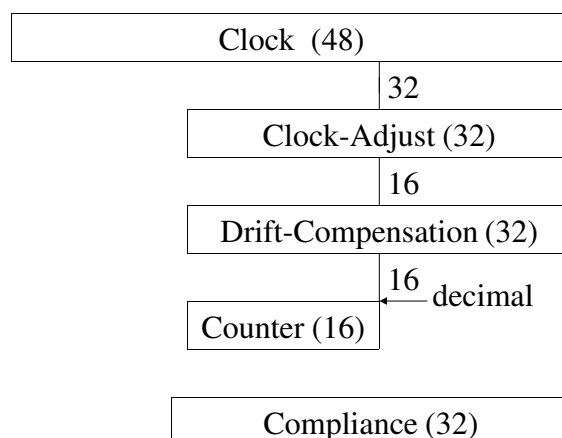 Clock (48)
32
Clock-Adjust (32)
16
Drift-Compensation (32)
16
decimal
Counter (16)
Compliance (32)